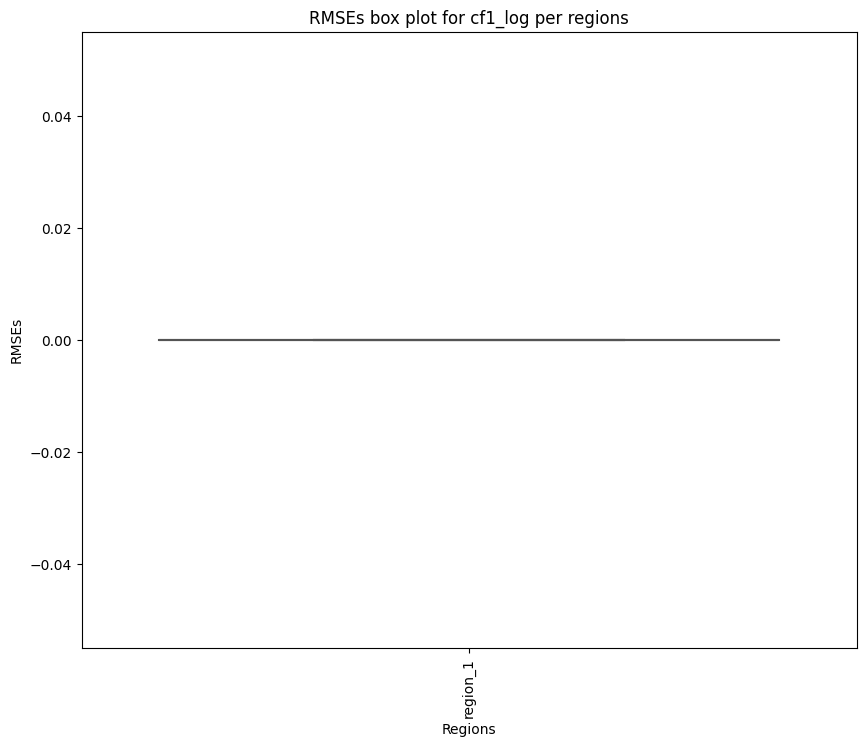 RMSEs box plot for cf1_log per regions
RMSEs
0.04
0.02
0.00
−0.02
−0.04
region_1
Regions